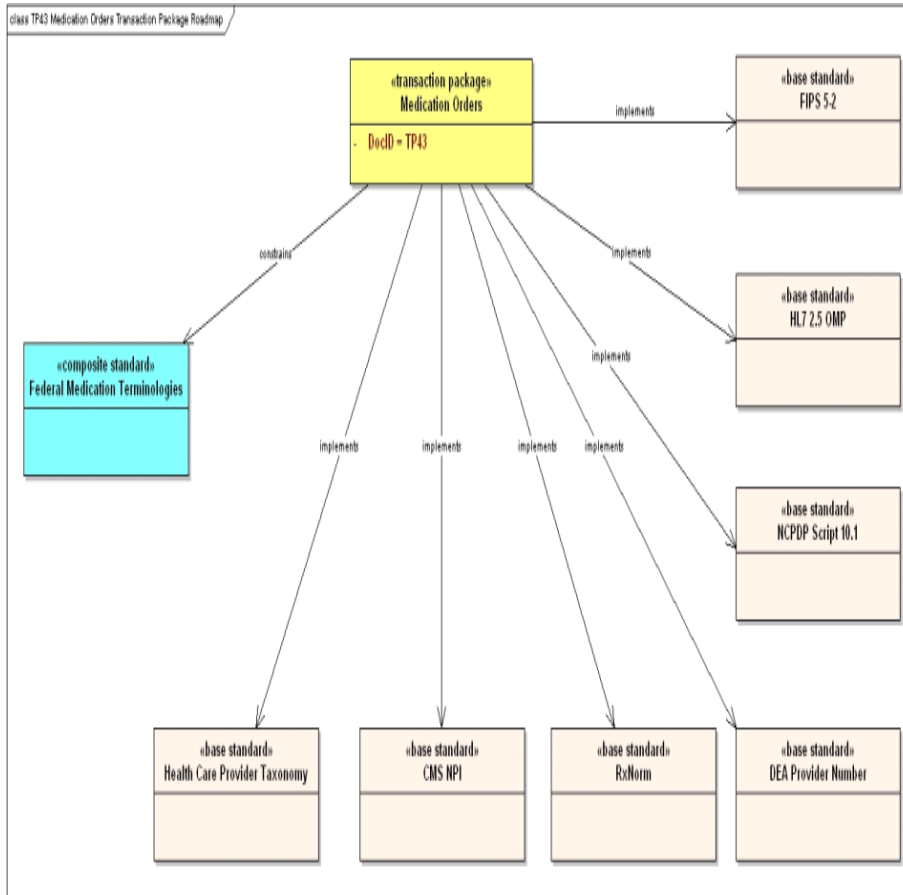 class TP43 Medication Orders Transaction Package Roadmap
«transaction package»
Medication Orders
- DocID = TP43
«base standard»
FIPS 5-2
implements
constrains
implements
«base standard»
HL7 2.5 OMP
«composite standard»
Federal Medication Terminologies
implements
implements
implements
implements
implements
«base standard»
NCPDP Script 10.1
«base standard»
Health Care Provider Taxonomy
«base standard»
CMS NPI
«base standard»
RxNorm
«base standard»
DEA Provider Number